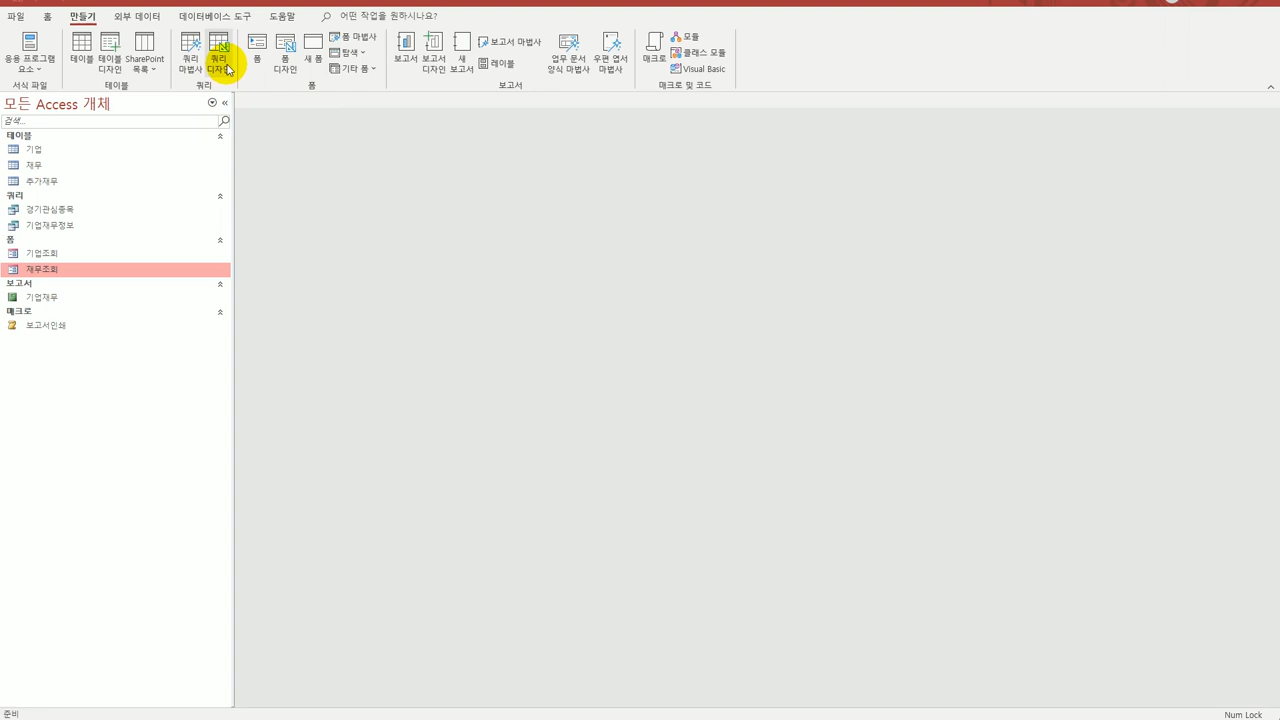 파일 홈 만들기 외부 데이터 데이터베이스 도구 도움말 어떤 작업을 원하시나요?
응용 프로그램 요소
서식 파일
테이블
테이블 디자인
SharePoint 목록
테이블
쿼리 마법사
쿼리 디자인
쿼리
폼
폼 디자인
새 폼
폼 마법사
탐색
기타 폼
폼
보고서
보고서 디자인
새 보고서
보고서 마법사
레이블
업무 문서 양식 마법사
우편 엽서 마법사
보고서
매크로
모듈
클래스 모듈
Visual Basic
매크로 및 코드
모든 Access 개체
검색...
테이블
기업
재무
추가재무
쿼리
경기관심종목
기업재무정보
폼
기업조회
재무조회
보고서
기업재무
매크로
보고서인쇄
준비
Num Lock